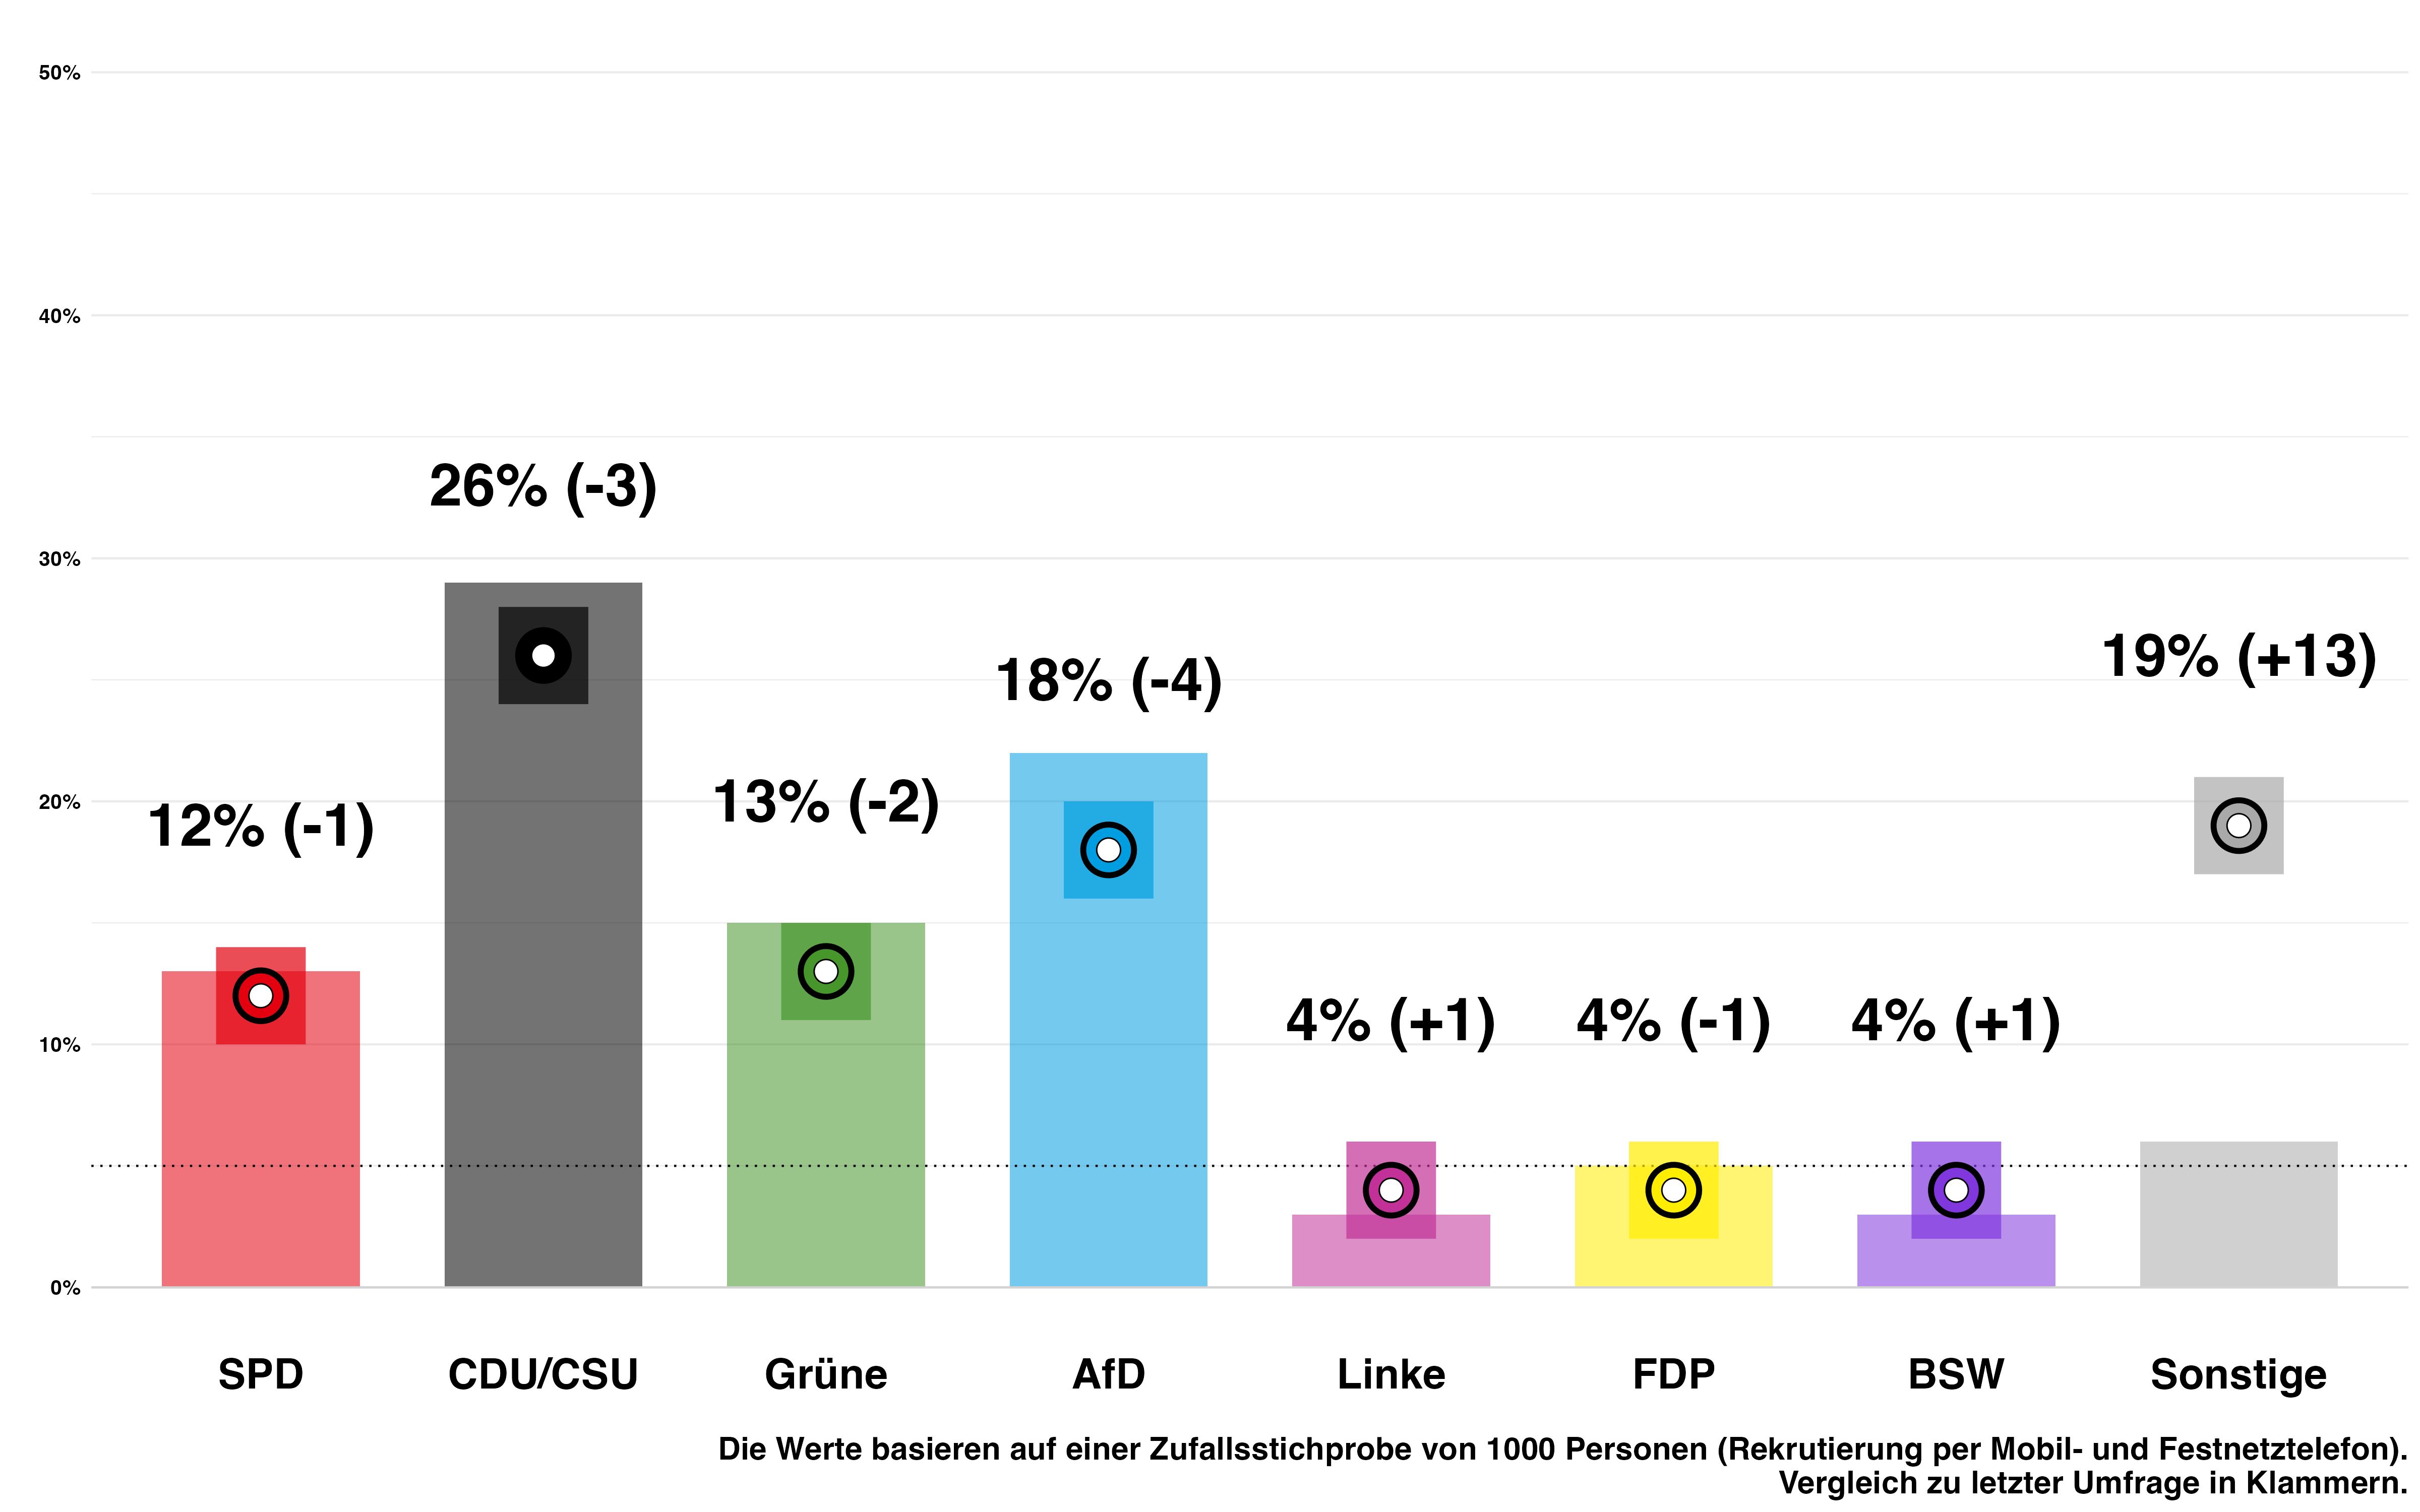 50%
40%
30%
20%
10%
0%
12% (-1)
26% (-3)
13% (-2)
18% (-4)
4% (+1)
4% (-1)
4% (+1)
19% (+13)
SPD
CDU/CSU
Grüne
AfD
Linke
FDP
BSW
Sonstige
Die Werte basieren auf einer Zufallsstichprobe von 1000 Personen (Rekrutierung per Mobil- und Festnetztelefon).
Vergleich zu letzter Umfrage in Klammern.